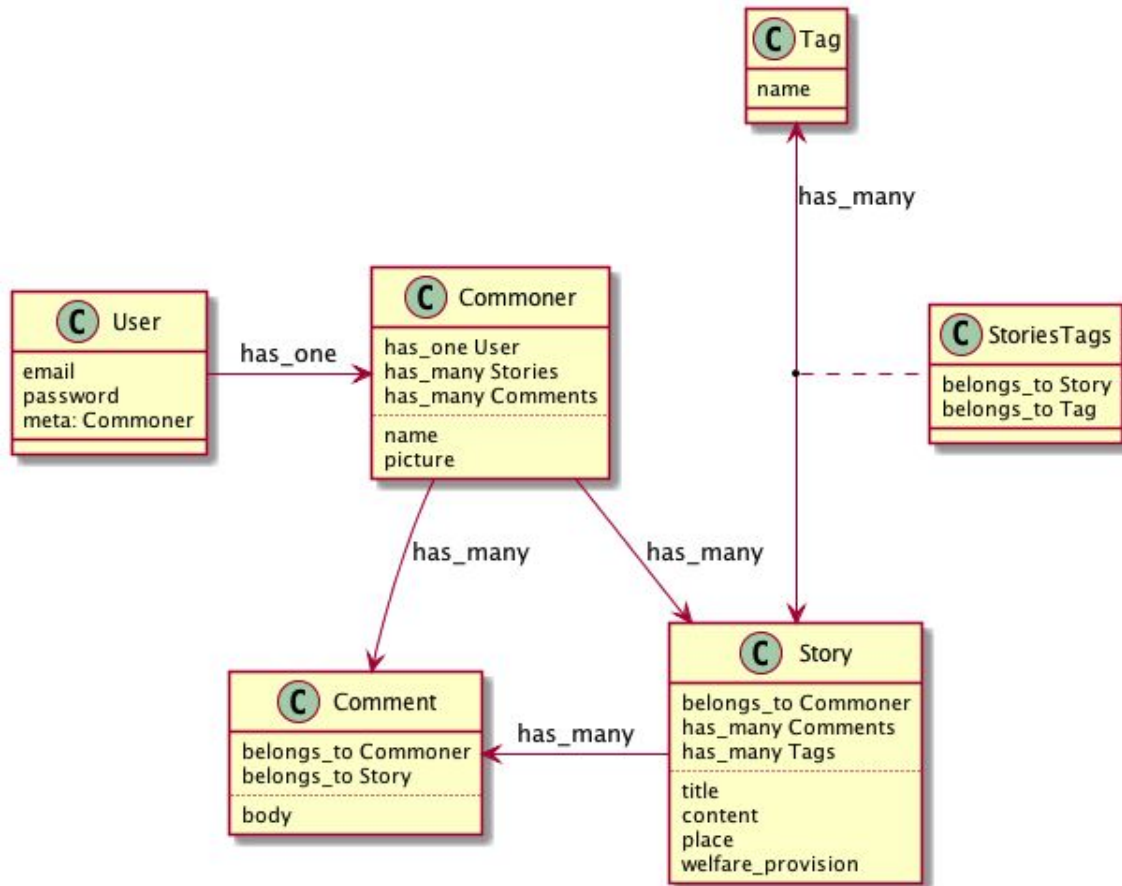 C Tag
name
has_many
C User
email
password
meta: Commoner
has_one
C Commoner
has_one User
has_many Stories
has_many Comments
name
picture
C StoriesTags
belongs_to Story
belongs_to Tag
has_many
has_many
C Comment
belongs_to Commoner
belongs_to Story
body
has_many
C Story
belongs_to Commoner
has_many Comments
has_many Tags
title
content
place
welfare_provision